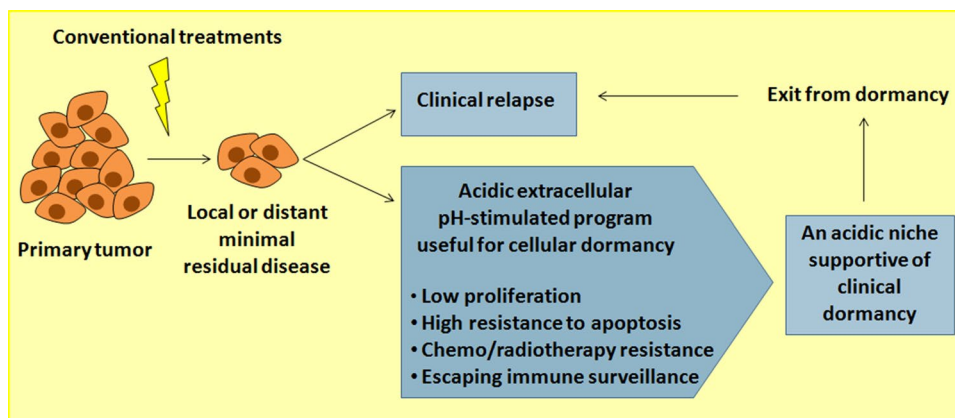 Conventional treatments
Primary tumor
Local or distant
minimal
residual disease
Clinical relapse
Exit from dormancy
Acidic extracellular
pH-stimulated program
useful for cellular dormancy
• Low proliferation
• High resistance to apoptosis
• Chemo/radiotherapy resistance
• Escaping immune surveillance
An acidic niche
supportive of
clinical
dormancy